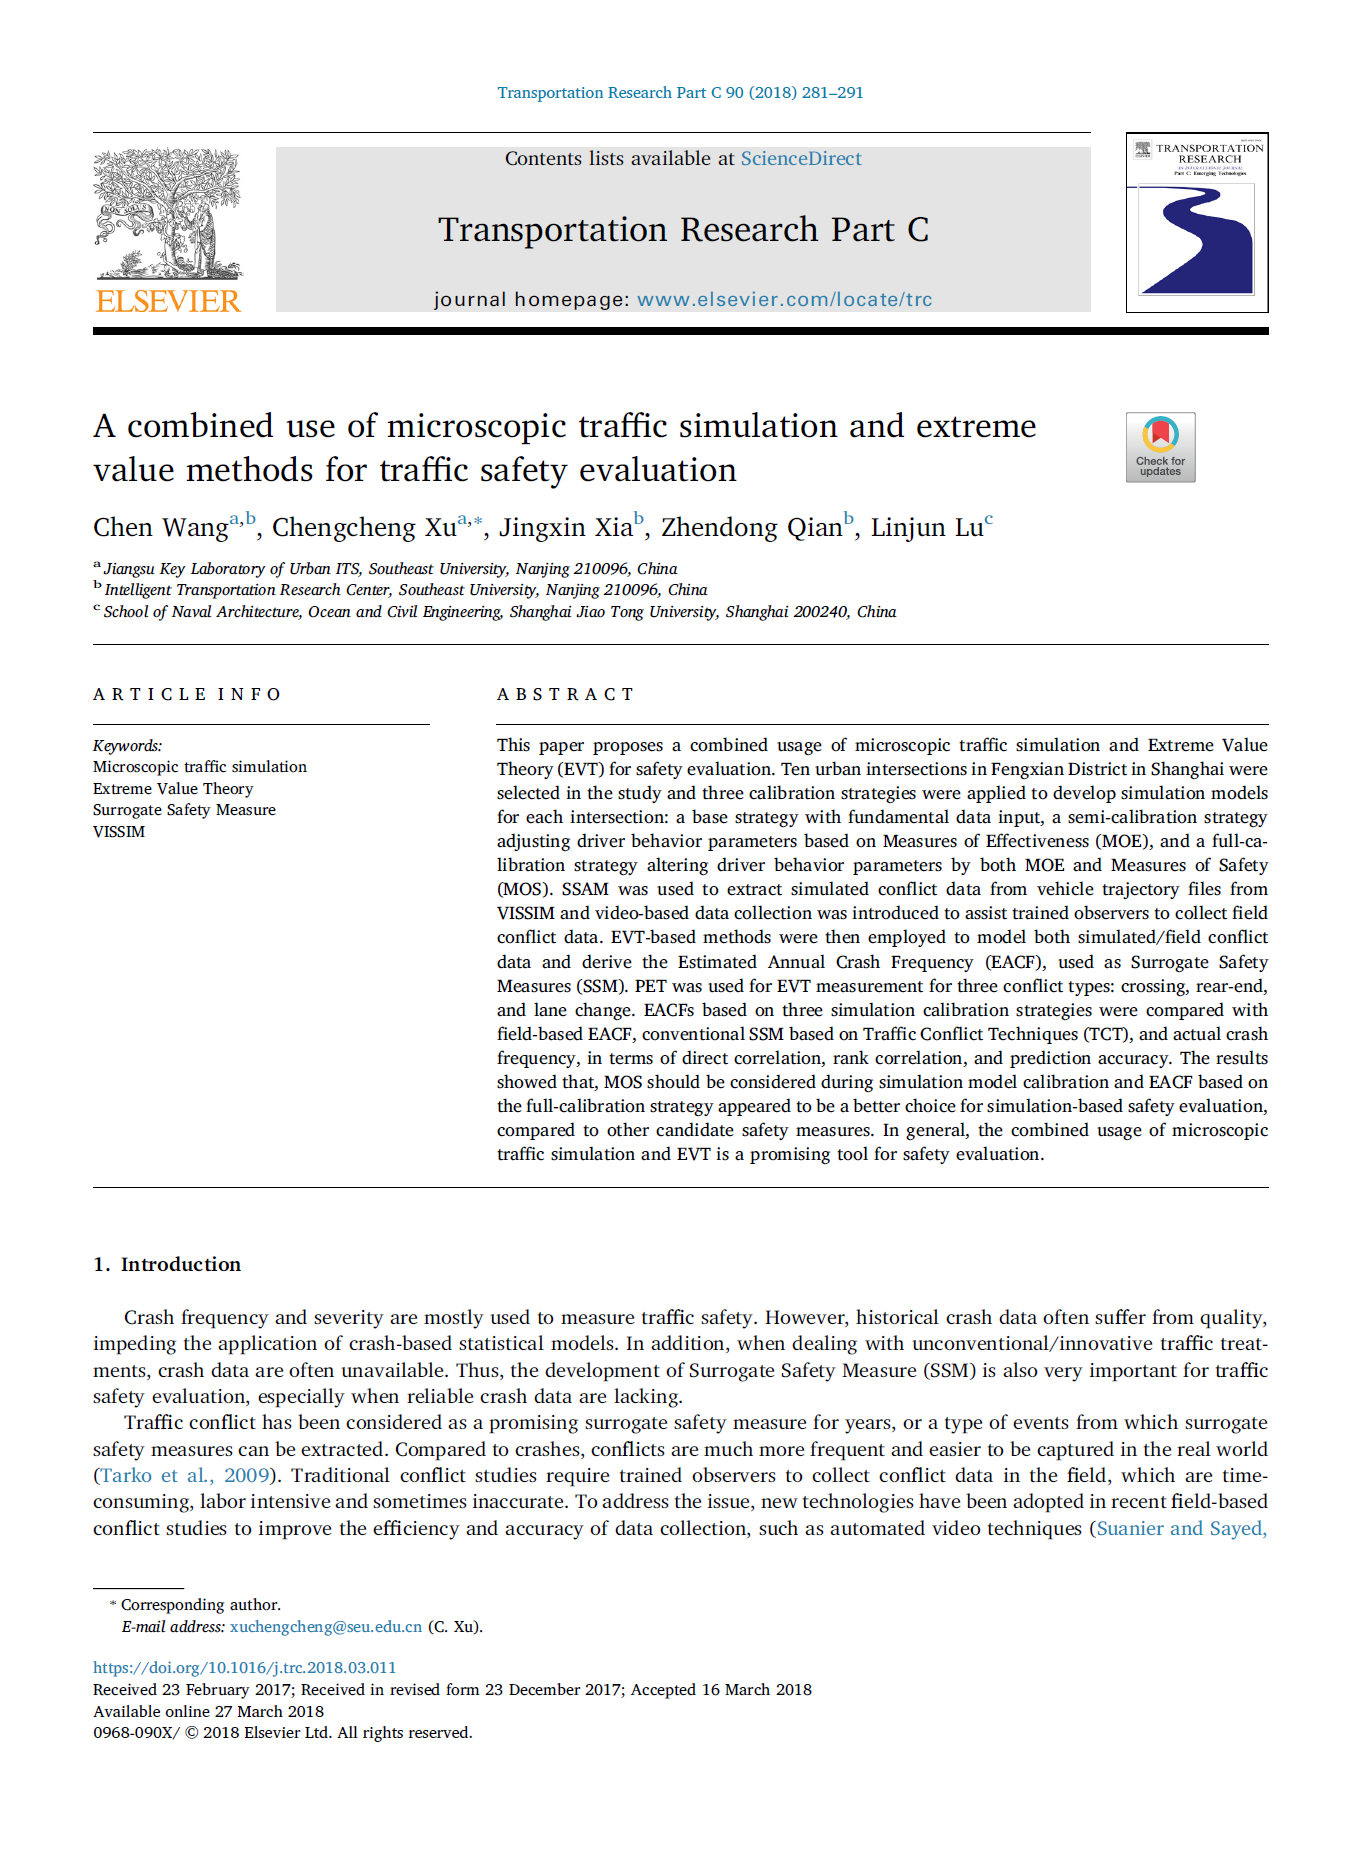 Transportation Research Part C 90 (2018) 281–291
Contents lists available at ScienceDirect
Transportation Research Part C
journal homepage: www.elsevier.com/locate/trc
ELSEVIER
TRANSPORTATION
RESEARCH
Part C: Emerging Technologies
A combined use of microscopic traffic simulation and extreme
value methods for traffic safety evaluation
Check for
updates
Chen Wang a,b, Chengcheng Xu a,*, Jingxin Xia b, Zhendong Qian b, Linjun Lu c
a Jiangsu Key Laboratory of Urban ITS, Southeast University, Nanjing 210096, China
b Intelligent Transportation Research Center, Southeast University, Nanjing 210096, China
c School of Naval Architecture, Ocean and Civil Engineering, Shanghai Jiao Tong University, Shanghai 200240, China
ARTICLE INFO
Keywords:
Microscopic traffic simulation
Extreme Value Theory
Surrogate Safety Measure
VISSIM
ABSTRACT
This paper proposes a combined usage of microscopic traffic simulation and Extreme Value
Theory (EVT) for safety evaluation. Ten urban intersections in Fengxian District in Shanghai were
selected in the study and three calibration strategies were applied to develop simulation models
for each intersection: a base strategy with fundamental data input, a semi-calibration strategy
adjusting driver behavior parameters based on Measures of Effectiveness (MOE), and a full-ca-
libration strategy altering driver behavior parameters by both MOE and Measures of Safety
(MOS). SSAM was used to extract simulated conflict data from vehicle trajectory files from
VISSIM and video-based data collection was introduced to assist trained observers to collect field
conflict data. EVT-based methods were then employed to model both simulated/field conflict
data and derive the Estimated Annual Crash Frequency (EACF), used as Surrogate Safety
Measures (SSM). PET was used for EVT measurement for three conflict types: crossing, rear-end,
and lane change. EACFs based on three simulation calibration strategies were compared with
field-based EACF, conventional SSM based on Traffic Conflict Techniques (TCT), and actual crash
frequency, in terms of direct correlation, rank correlation, and prediction accuracy. The results
showed that, MOS should be considered during simulation model calibration and EACF based on
the full-calibration strategy appeared to be a better choice for simulation-based safety evaluation,
compared to other candidate safety measures. In general, the combined usage of microscopic
traffic simulation and EVT is a promising tool for safety evaluation.
1. Introduction
Crash frequency and severity are mostly used to measure traffic safety. However, historical crash data often suffer from quality,
impeding the application of crash-based statistical models. In addition, when dealing with unconventional/innovative traffic treat-
ments, crash data are often unavailable. Thus, the development of Surrogate Safety Measure (SSM) is also very important for traffic
safety evaluation, especially when reliable crash data are lacking.
Traffic conflict has been considered as a promising surrogate safety measure for years, or a type of events from which surrogate
safety measures can be extracted. Compared to crashes, conflicts are much more frequent and easier to be captured in the real world
(Tarko et al., 2009). Traditional conflict studies require trained observers to collect conflict data in the field, which are time-
consuming, labor intensive and sometimes inaccurate. To address the issue, new technologies have been adopted in recent field-based
conflict studies to improve the efficiency and accuracy of data collection, such as automated video techniques (Suanier and Sayed,
* Corresponding author.
E-mail address: xuchengcheng@seu.edu.cn (C. Xu).
https://doi.org/10.1016/j.trc.2018.03.011
Received 23 February 2017; Received in revised form 23 December 2017; Accepted 16 March 2018
Available online 27 March 2018
0968-090X/ © 2018 Elsevier Ltd. All rights reserved.